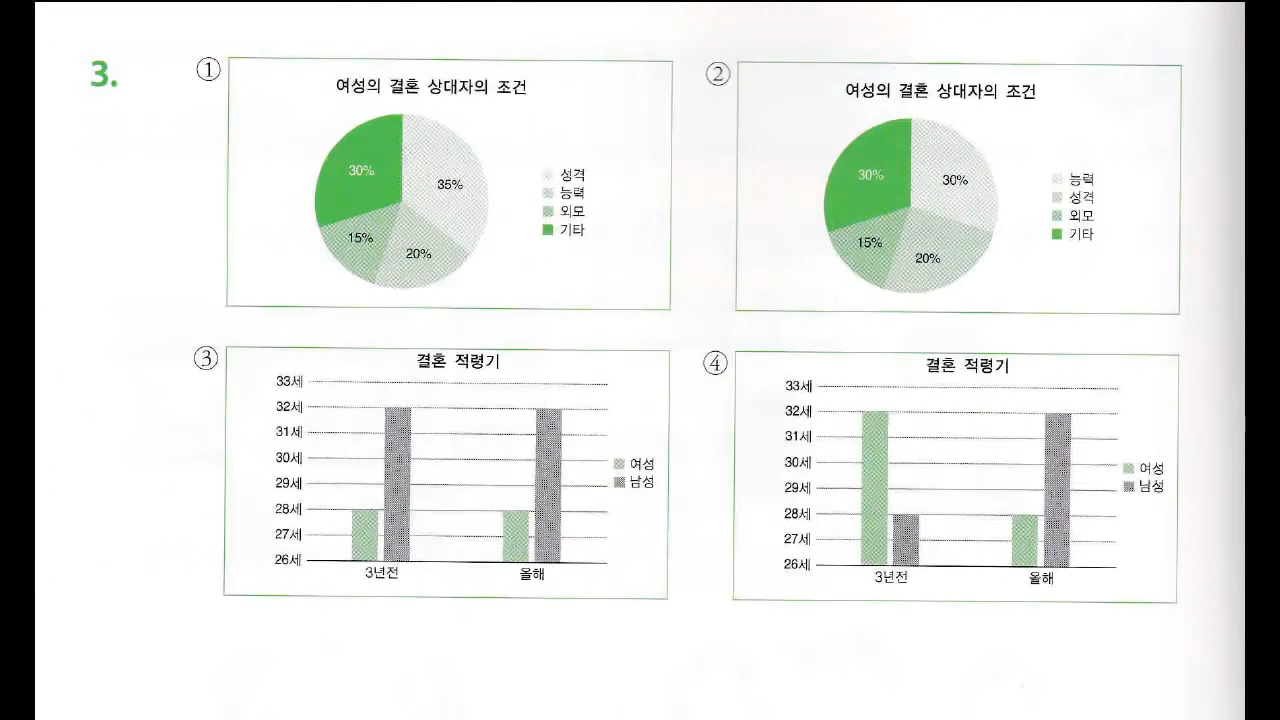 3.
①
여성의 결혼 상대자의 조건
30%
35%
15%
20%
성격
능력
외모
기타
②
여성의 결혼 상대자의 조건
30%
30%
15%
20%
능력
성격
외모
기타
③
결혼 적령기
33세
32세
31세
30세
29세
28세
27세
26세
3년전
올해
여성
남성
④
결혼 적령기
33세
32세
31세
30세
29세
28세
27세
26세
3년전
올해
여성
남성